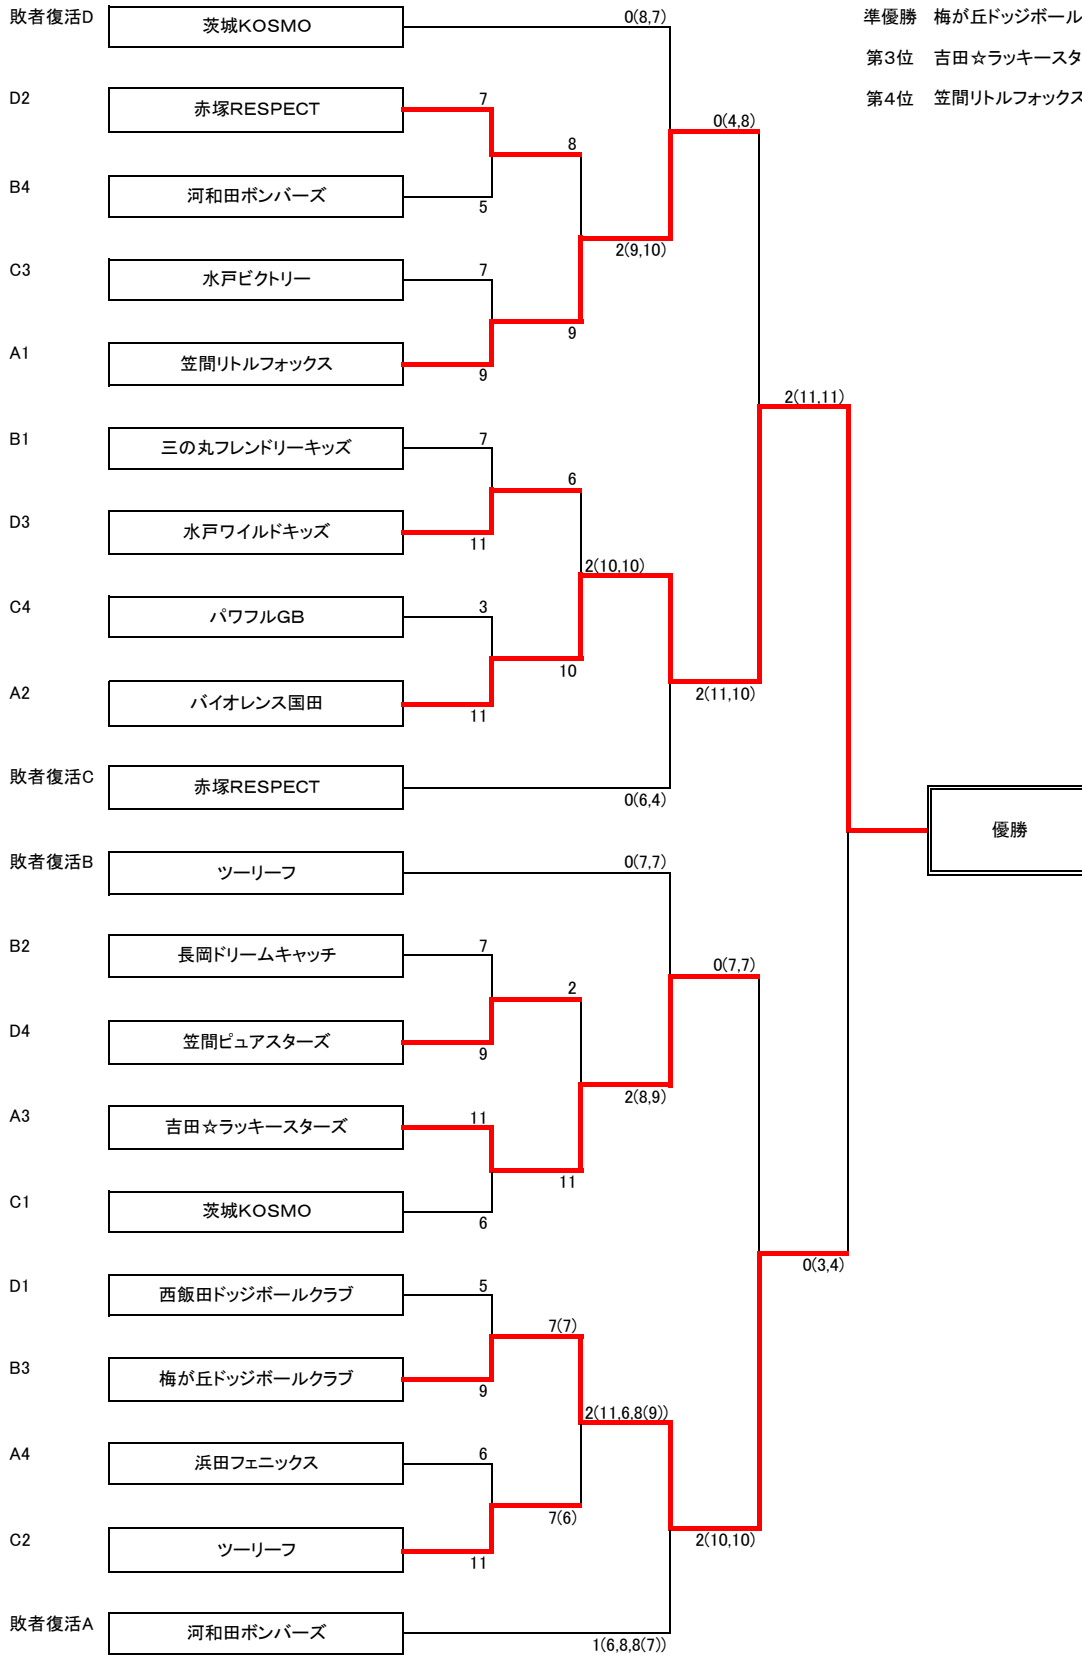 敗者復活D 茨城KOSMO 0(8,7) 準優勝 梅が丘ドッジボール
第3位 吉田☆ラッキースタ
D2 赤塚RESPECT 7 第4位 笠間リトルフォックス
0(4,8)
8
B4 河和田ボンバーズ 5
2(9,10)
C3 水戸ビクトリー 7
9
A1 笠間リトルフォックス 9
2(11,11)
B1 三の丸フレンドリーキッズ 7
6
D3 水戸ワイルドキッズ 11
2(10,10)
C4 パワフルGB 3
10
A2 バイオレンス国田 11
2(11,10)
敗者復活C 赤塚RESPECT 0(6,4)
優勝
敗者復活B ツーリーフ 0(7,7)
B2 長岡ドリームキャッチ 7
0(7,7)
2
D4 笠間ピュアスターズ 9
2(8,9)
A3 吉田☆ラッキースターズ 11
11
C1 茨城KOSMO 6
0(3,4)
D1 西飯田ドッジボールクラブ 5
7(7)
B3 梅が丘ドッジボールクラブ 9
2(11,6,8(9))
A4 浜田フェニックス 6
7(6)
C2 ツーリーフ 11
2(10,10)
敗者復活A 河和田ボンバーズ 1(6,8,8(7))